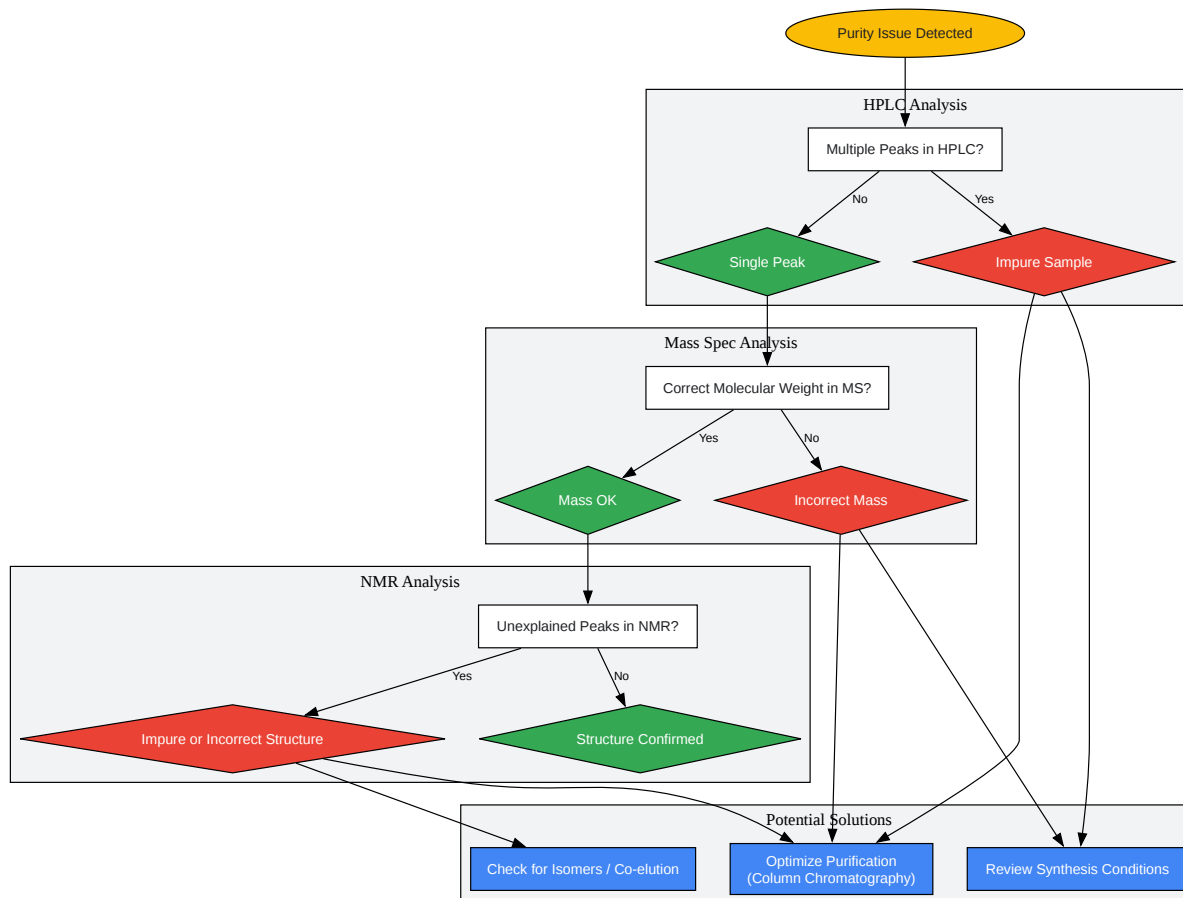 Purity Issue Detected
HPLC Analysis
Multiple Peaks in HPLC?
No
Yes
Single Peak
Impure Sample
Mass Spec Analysis
Correct Molecular Weight in MS?
Yes
No
Mass OK
Incorrect Mass
NMR Analysis
Unexplained Peaks in NMR?
Yes
No
Impure or Incorrect Structure
Structure Confirmed
Potential Solutions
Check for Isomers / Co-elution
Optimize Purification
(Column Chromatography)
Review Synthesis Conditions